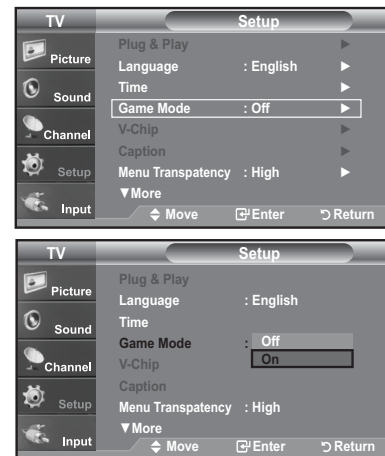 TV Setup
Picture
Sound
Channel
Setup
Input
Plug & Play ►
Language : English ►
Time ►
Game Mode : Off ►
V-Chip ►
Caption ►
Menu Transpatency : High ►
▼More
Move Enter Return
TV Setup
Picture
Sound
Channel
Setup
Input
Plug & Play
Language : English
Time
Game Mode : Off
On
V-Chip
Caption
Menu Transpatency : High
▼More
Move Enter Return